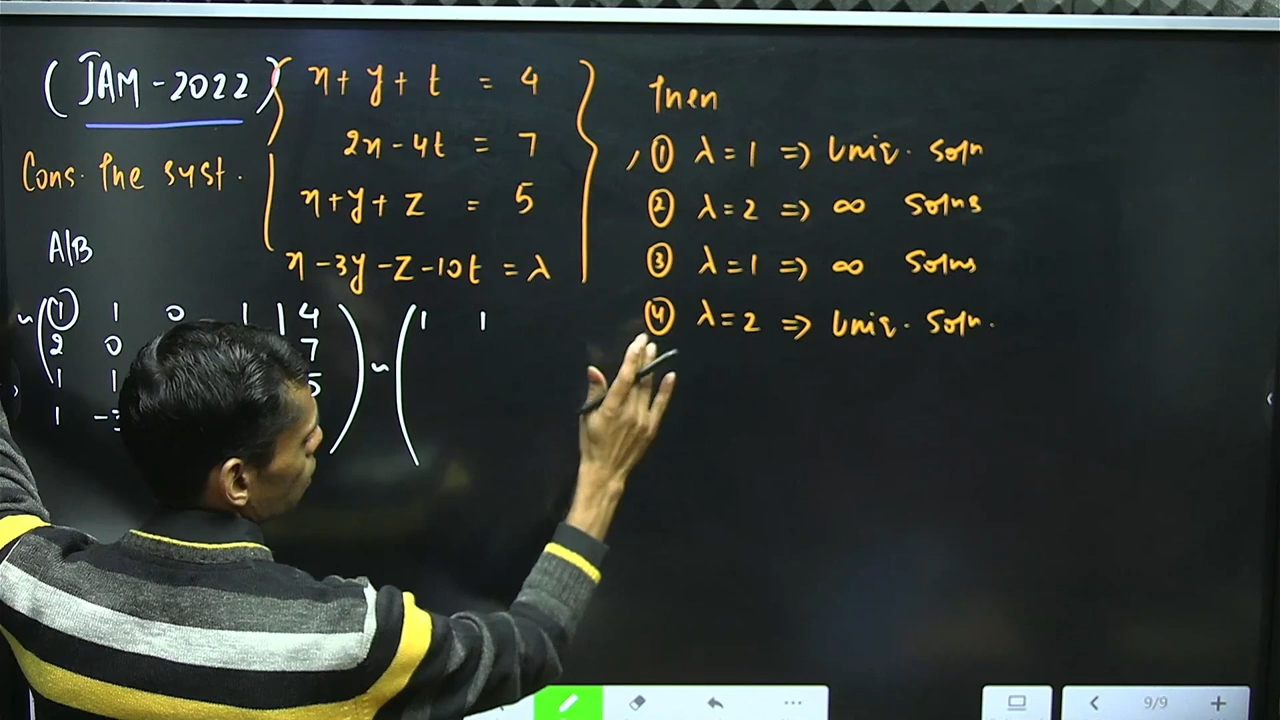 (JAM-2022)
Cons. the syst.
x + y + t = 4
2x - 4t = 7
x + y + z = 5
x - 3y - z - 10t = λ
then
① λ = 1 => Uniq. Soln
② λ = 2 => ∞ Solns
③ λ = 1 => ∞ Solns
④ λ = 2 => Uniq. Soln.
A|B
~ ( 1 1 0 1 | 4 ) ~ ( 1 1
2 0 7
1 1 5
1 -3
9/9